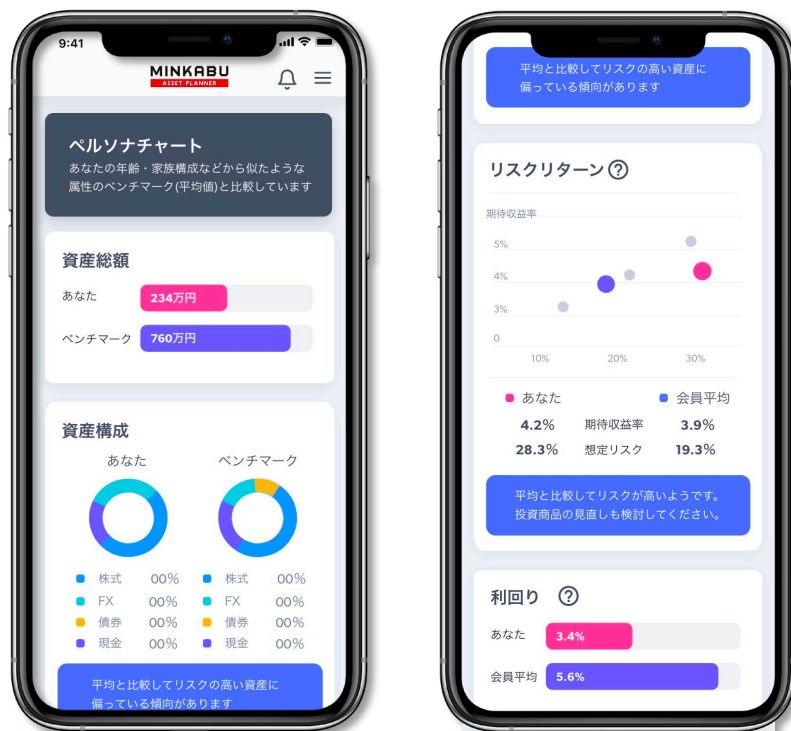 9:41
MINKABU
ASSET PLANNER
ペルソナチャート
あなたの年齢・家族構成などから似たような
属性のベンチマーク(平均値)と比較しています
資産総額
あなた 234万円
ベンチマーク 760万円
資産構成
あなた ベンチマーク
株式 00% 株式 00%
FX 00% FX 00%
債券 00% 債券 00%
現金 00% 現金 00%
平均と比較してリスクの高い資産に
偏っている傾向があります
平均と比較してリスクの高い資産に
偏っている傾向があります
リスクリターン ?
期待収益率
5%
4%
3%
0
10% 20% 30%
あなた 会員平均
4.2% 期待収益率 3.9%
28.3% 想定リスク 19.3%
平均と比較してリスクが高いようです。
投資商品の見直しも検討してください。
利回り ?
あなた 3.4%
会員平均 5.6%